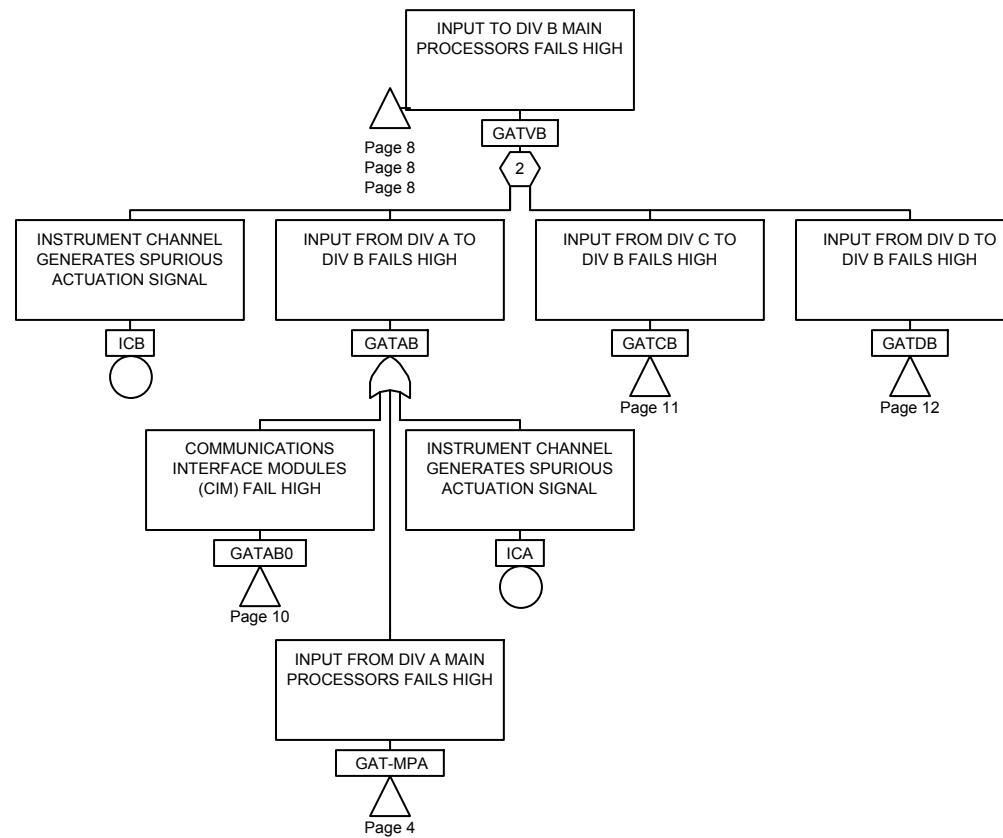 INPUT TO DIV B MAIN
PROCESSORS FAILS HIGH
GATVB
Page 8
Page 8
Page 8
2
INSTRUMENT CHANNEL
GENERATES SPURIOUS
ACTUATION SIGNAL
ICB
INPUT FROM DIV A TO
DIV B FAILS HIGH
GATAB
INPUT FROM DIV C TO
DIV B FAILS HIGH
GATCB
Page 11
INPUT FROM DIV D TO
DIV B FAILS HIGH
GATDB
Page 12
COMMUNICATIONS
INTERFACE MODULES
(CIM) FAIL HIGH
GATAB0
Page 10
INSTRUMENT CHANNEL
GENERATES SPURIOUS
ACTUATION SIGNAL
ICA
INPUT FROM DIV A MAIN
PROCESSORS FAILS HIGH
GAT-MPA
Page 4